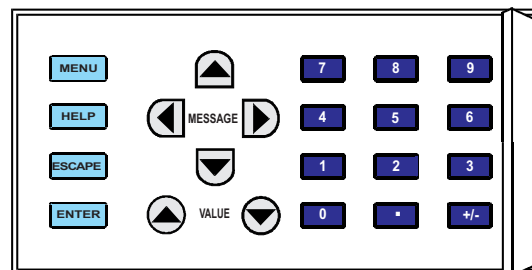 MENU 7 8 9
HELP MESSAGE 4 5 6
ESCAPE 1 2 3
ENTER VALUE 0 . +/-